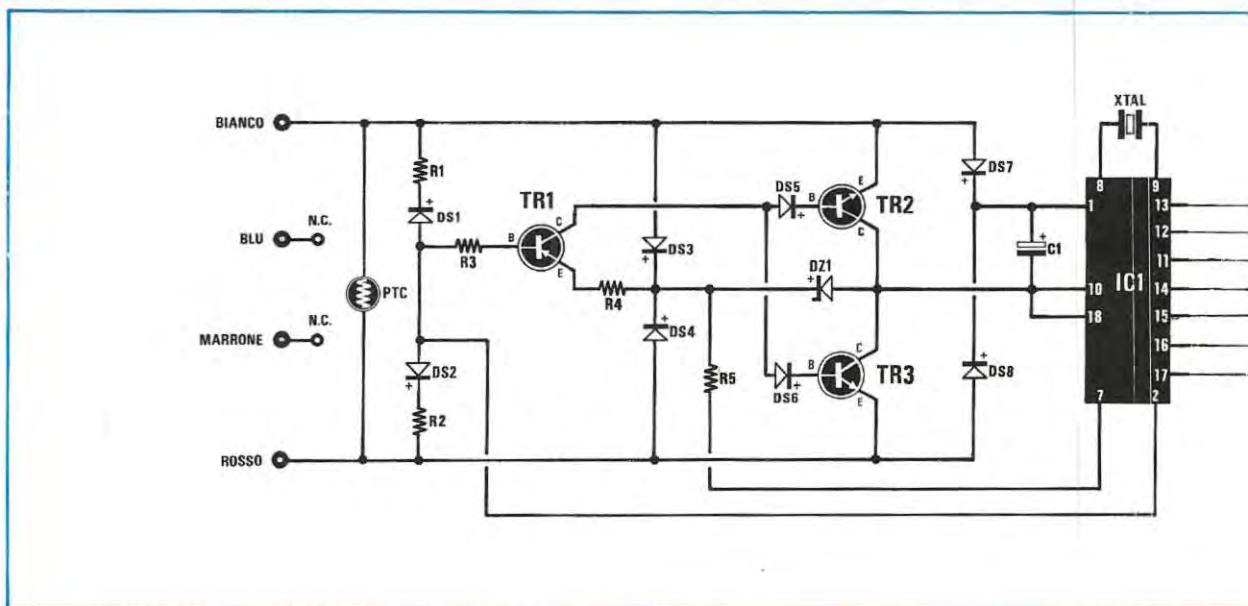 XTAL
BIANCO
R1
DS1
BLU
N.C.
R3
TR1
B
C
E
R4
PTC
MARRONE
N.C.
DS2
R2
ROSSO
DS3
DS4
R5
DS5
B
E
C
TR2
DZ1
DS6
B
C
E
TR3
DS7
DS8
C1
IC1
8
9
1
13
12
11
10
14
18
15
16
17
7
2